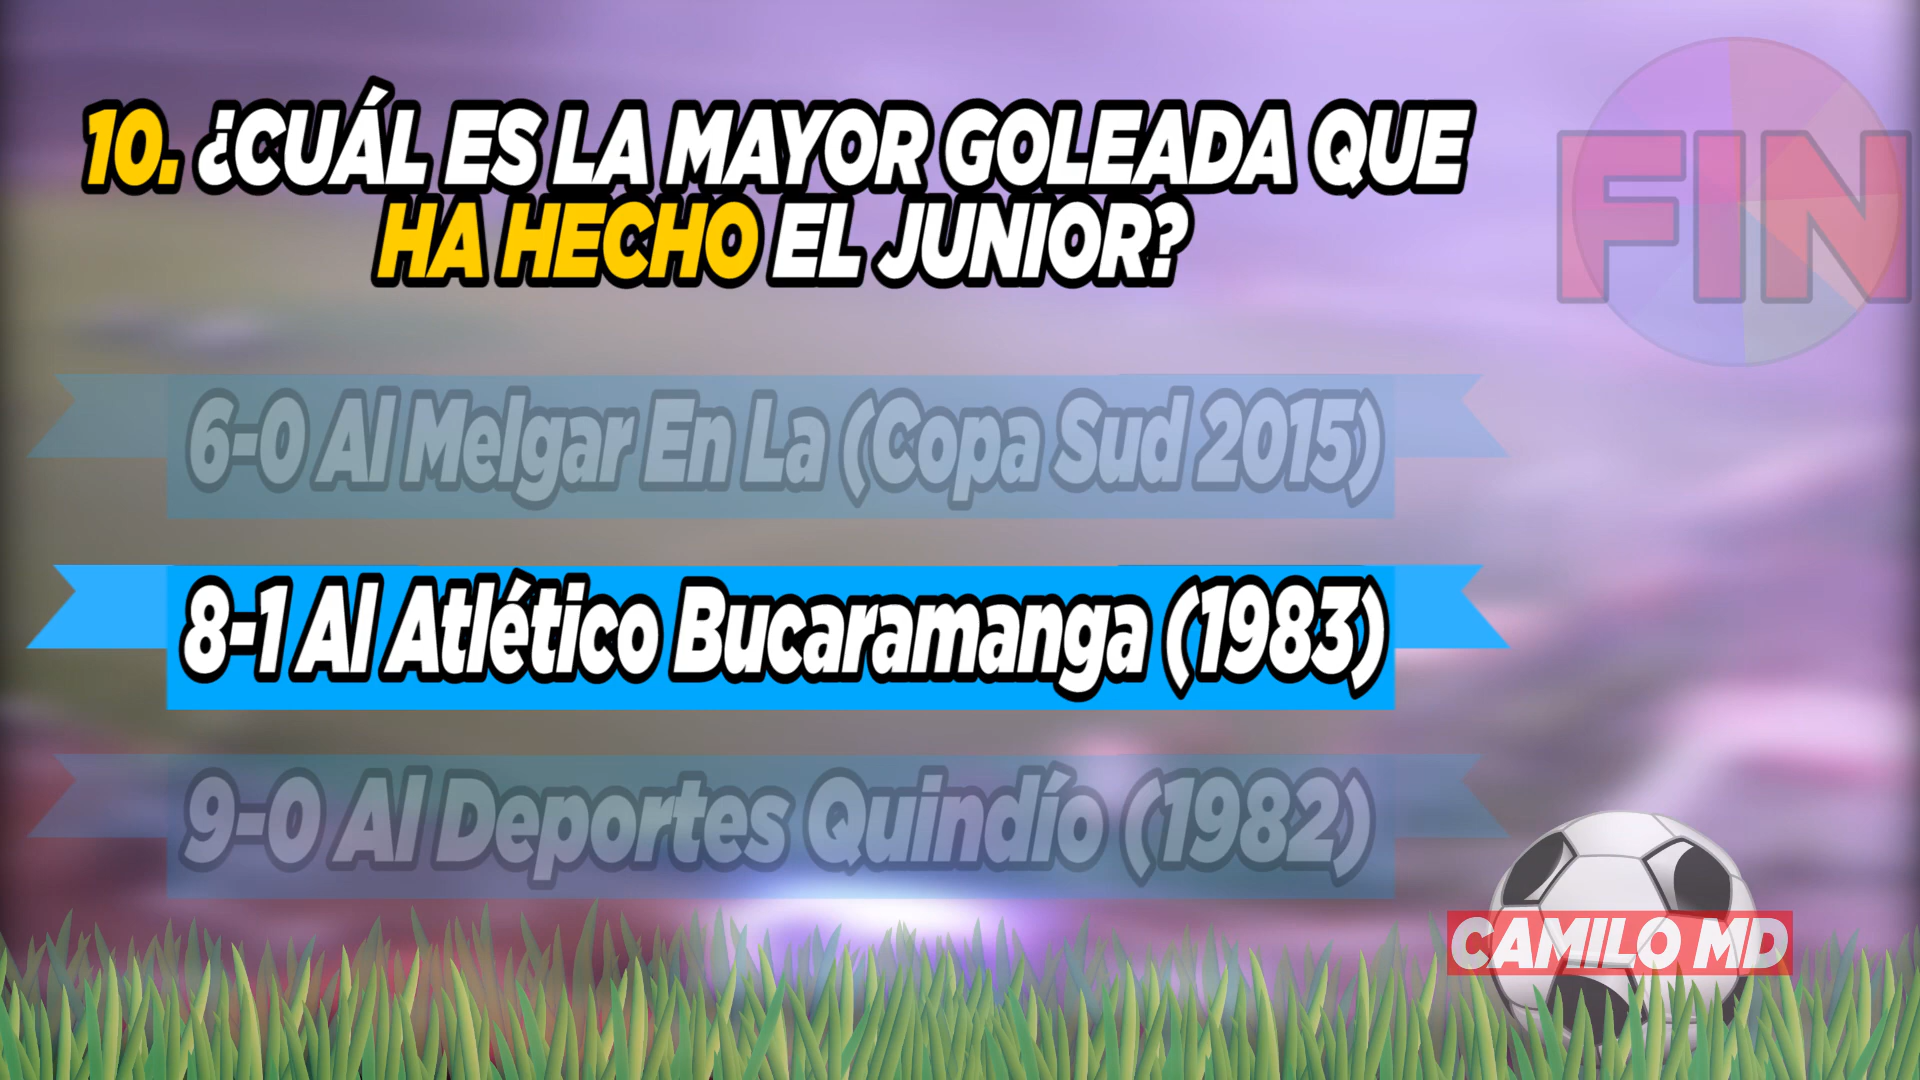 10. ¿CUÁL ES LA MAYOR GOLEADA QUE
HA HECHO EL JUNIOR?
FIN
6-0 Al Melgar En La (Copa Sud 2015)
8-1 Al Atlético Bucaramanga (1983)
9-0 Al Deportes Quindío (1982)
CAMILO MD